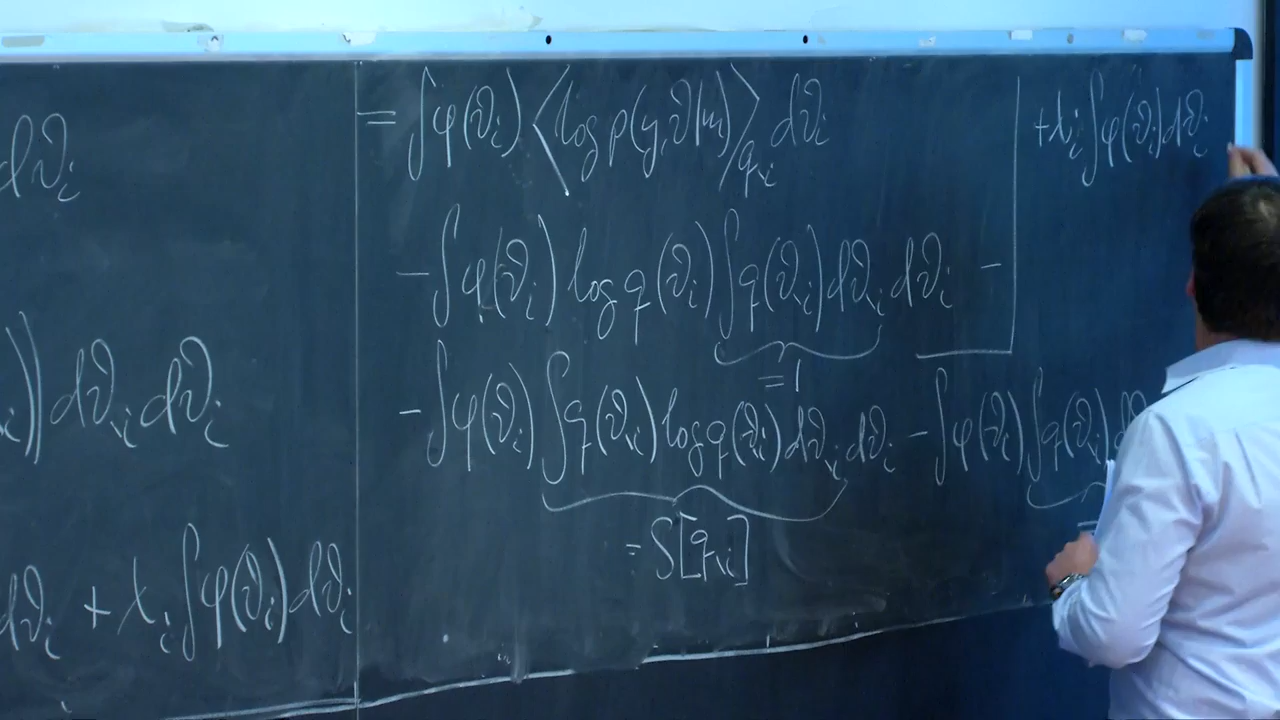 dϑ_i
)) dϑ_{\i} dϑ_i
dϑ_i + λ_i ∫ φ(ϑ_i) dϑ_i
= ∫ φ(ϑ_i) ⟨log p(y,ϑ|m)⟩_{q_{\i}} dϑ_i
+λ_i ∫ φ(ϑ_i) dϑ_i
− ∫ φ(ϑ_i) log q(ϑ_i) ∫ q(ϑ_{\i}) dϑ_{\i} dϑ_i −
= 1
− ∫ φ(ϑ_i) ∫ q(ϑ_{\i}) log q(ϑ_{\i}) dϑ_{\i} dϑ_i − ∫ φ(ϑ_i) ∫ q(ϑ_{\i}) dϑ
= S[q_{\i}]
=